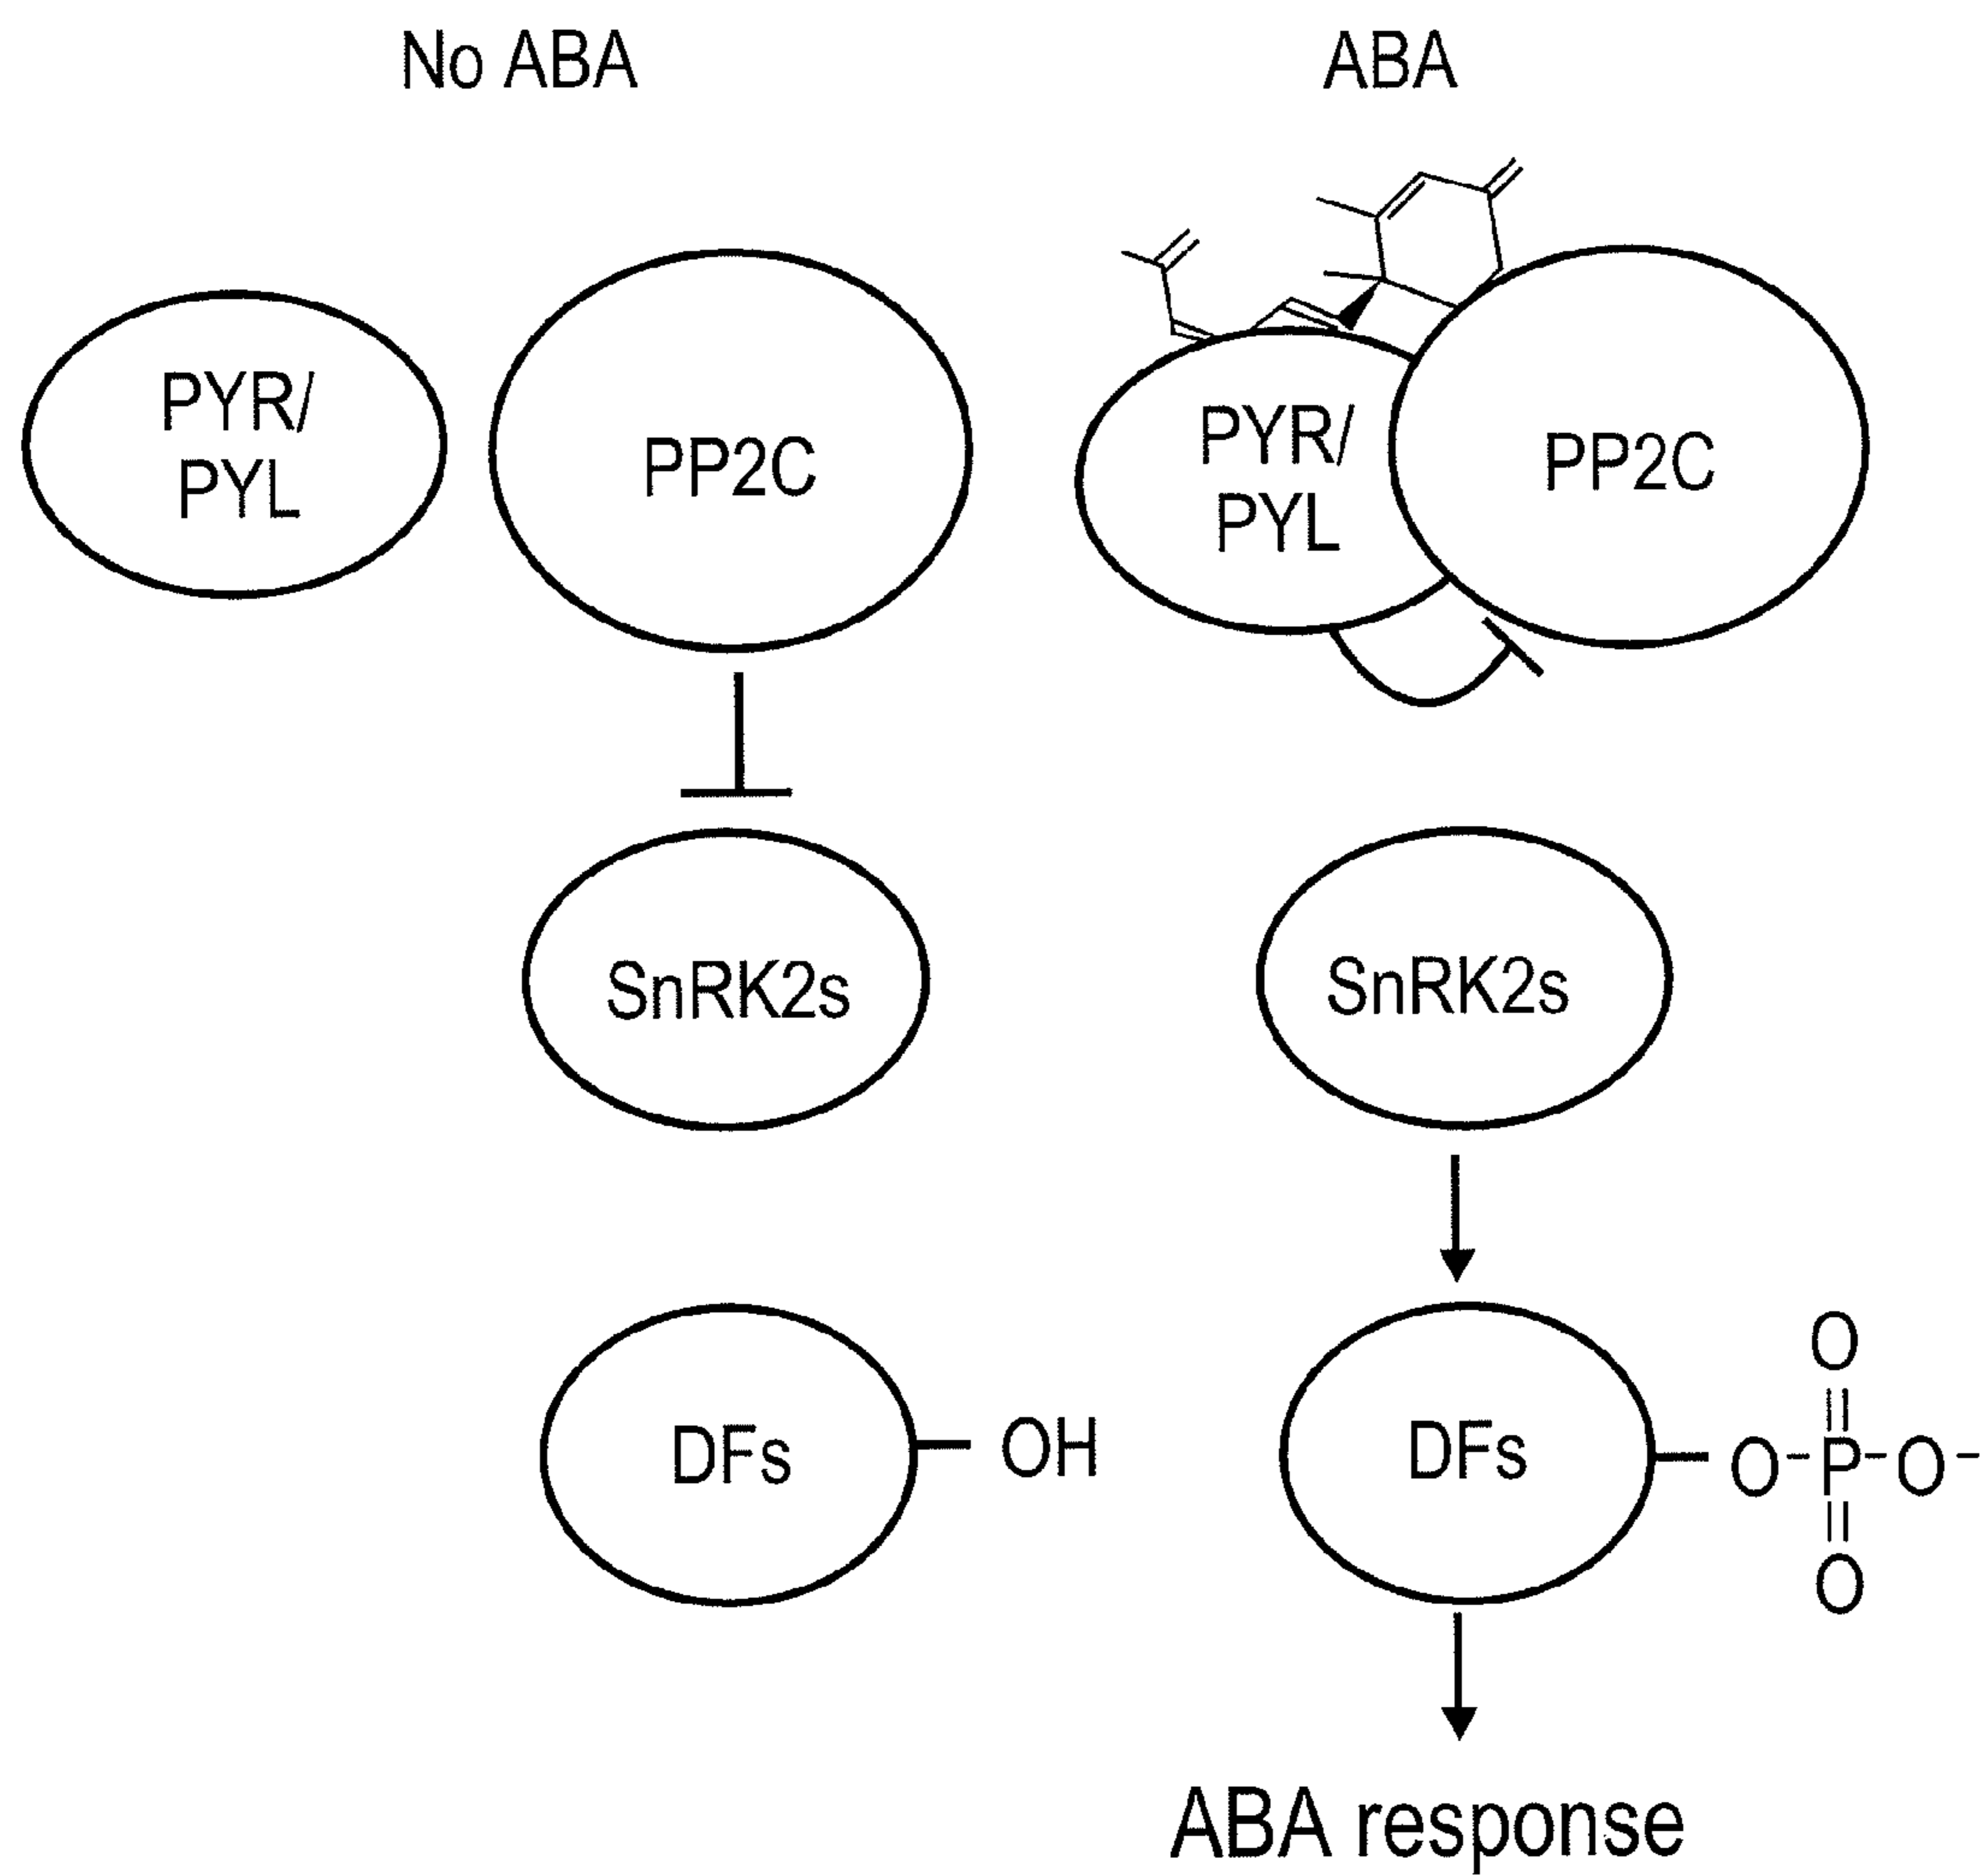 No ABA
ABA
PYR/
PYL
PP2C
PYR/
PYL
PP2C
SnRK2s
SnRK2s
DFs
OH
DFs
O
O-P-O-
O
ABA response